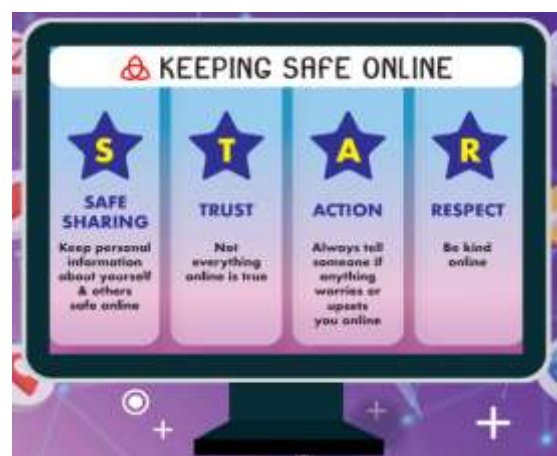 KEEPING SAFE ONLINE
S
SAFE
SHARING
Keep personal
information
about yourself
& others
safe online
T
TRUST
Not
everything
online is true
A
ACTION
Always tell
someone if
anything
worries or
upsets
you online
R
RESPECT
Be kind
online